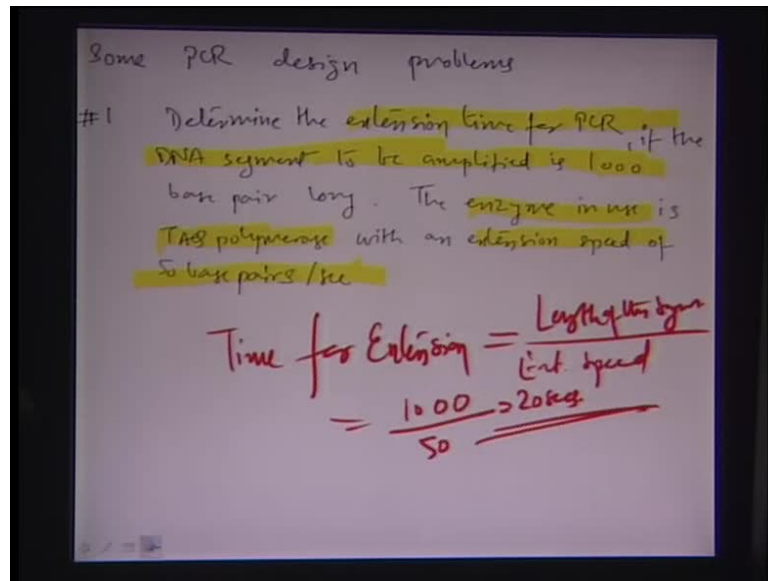 Some PCR design problems
#1 Determine the extension time for PCR, if the
DNA segment to be amplified is 1000
base pair long. The enzyme in use is
TAQ polymerase with an extension speed of
50 base pairs/sec
Time for Extension = Length of the
Ext. Speed
= 1000 = 20 secs.
50